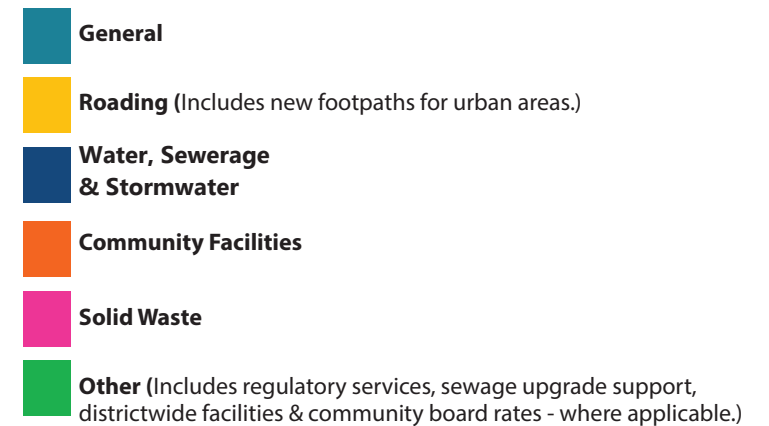 General
Roading (Includes new footpaths for urban areas.)
Water, Sewerage
& Stormwater
Community Facilities
Solid Waste
Other (Includes regulatory services, sewage upgrade support,
districtwide facilities & community board rates - where applicable.)